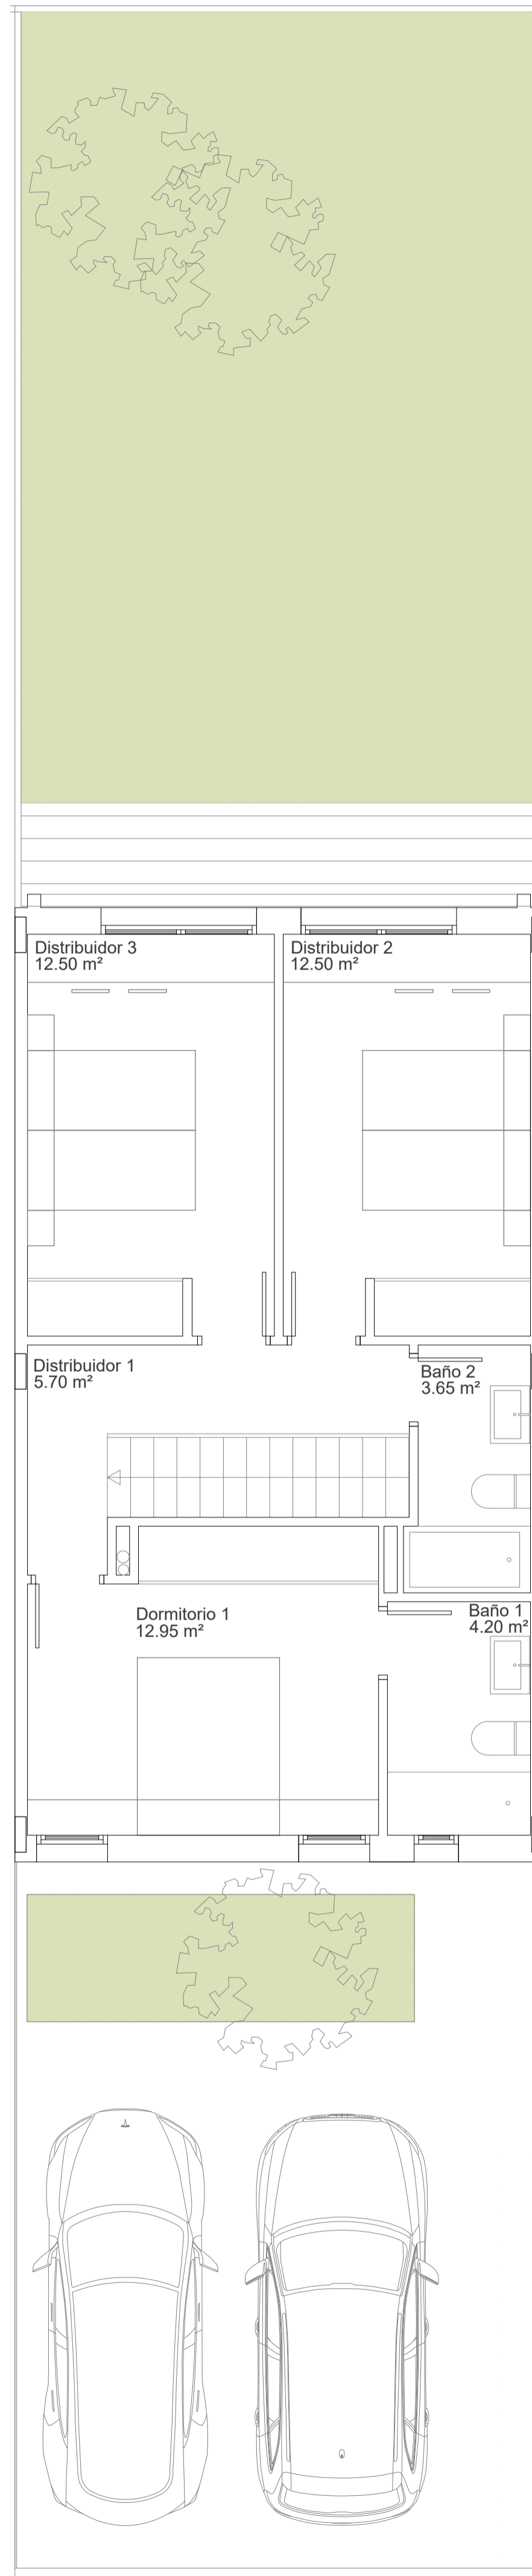 Distribuidor 3
12.50 m²
Distribuidor 2
12.50 m²
Distribuidor 1
5.70 m²
Baño 2
3.65 m²
Dormitorio 1
12.95 m²
Baño 1
4.20 m²